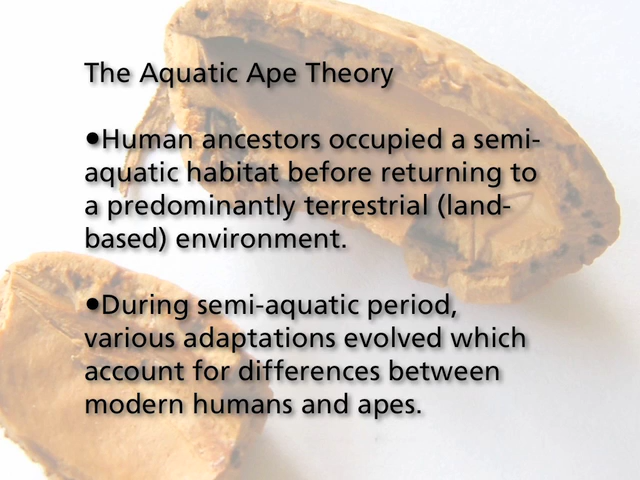 The Aquatic Ape Theory
●Human ancestors occupied a semi-
aquatic habitat before returning to
a predominantly terrestrial (land-
based) environment.
●During semi-aquatic period,
various adaptations evolved which
account for differences between
modern humans and apes.